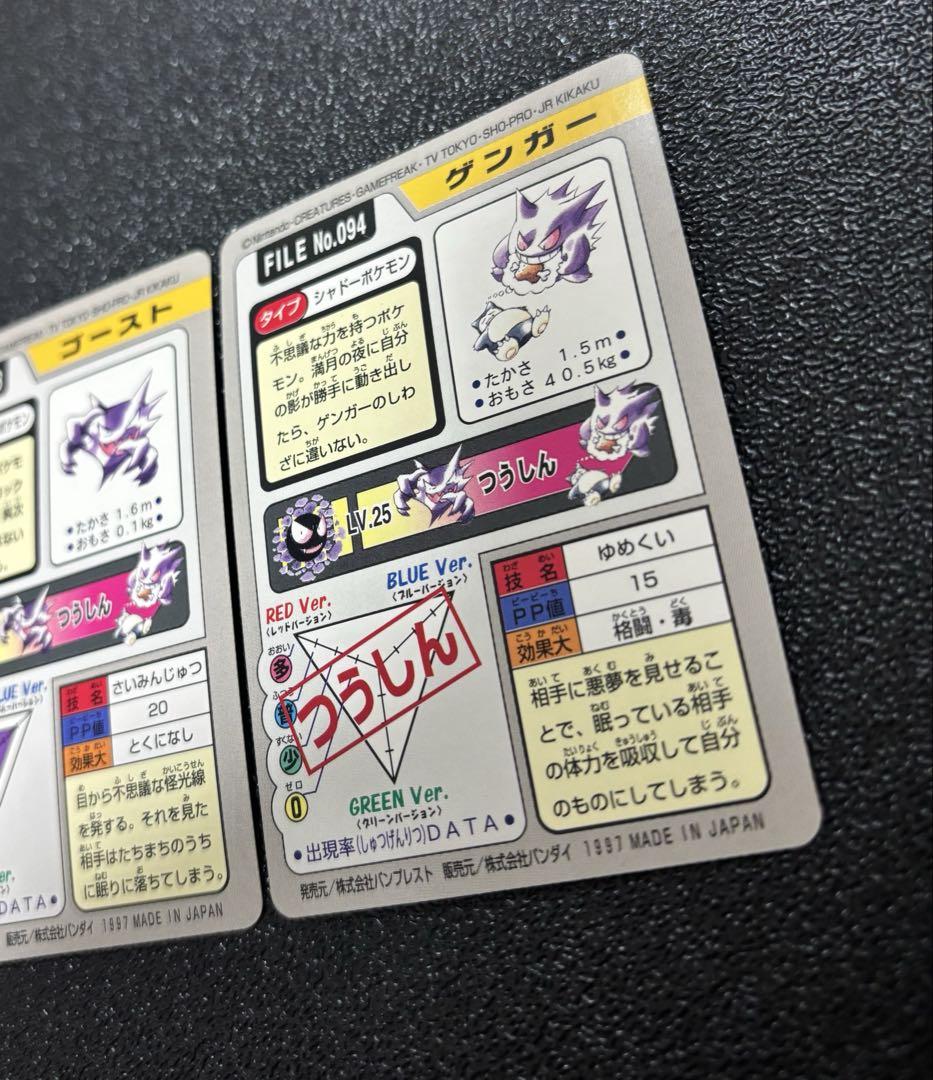 ©Nintendo・CREATURES・GAMEFREAK・TV TOKYO・SHO-PRO・JR KIKAKU
ゲンガー
FILE No.094
タイプ シャドーポケモン
不思議な力を持つポケ
モン。満月の夜に自分
の影が勝手に動き出し
たら、ゲンガーのしわ
ざに違いない。
・たかさ 1.5m・
・おもさ 40.5kg・
LV.25
つうしん
RED Ver.
(レッドバージョン)
BLUE Ver.
(ブルーバージョン)
おおい
多
すくない
少
ゼロ
0
つうしん
GREEN Ver.
(グリーンバージョン)
・出現率(しゅつげんりつ)DATA・
技名 ゆめくい
PP値 15
効果大 格闘・毒
相手に悪夢を見せるこ
とで、眠っている相手
の体力を吸収して自分
のものにしてしまう。
発売元/株式会社バンプレスト 販売元/株式会社バンダイ 1997 MADE IN JAPAN
TV TOKYO・SHO-PRO・JR KIKAKU
ゴースト
・たかさ 1.6m・
・おもさ 0.1kg・
つうしん
技名 さいみんじゅつ
PP値 20
効果大 とくになし
目から不思議な怪光線
を発する。それを見た
相手はたちまちのうち
に眠りに落ちてしまう。
DATA・
販売元/株式会社バンダイ 1997 MADE IN JAPAN